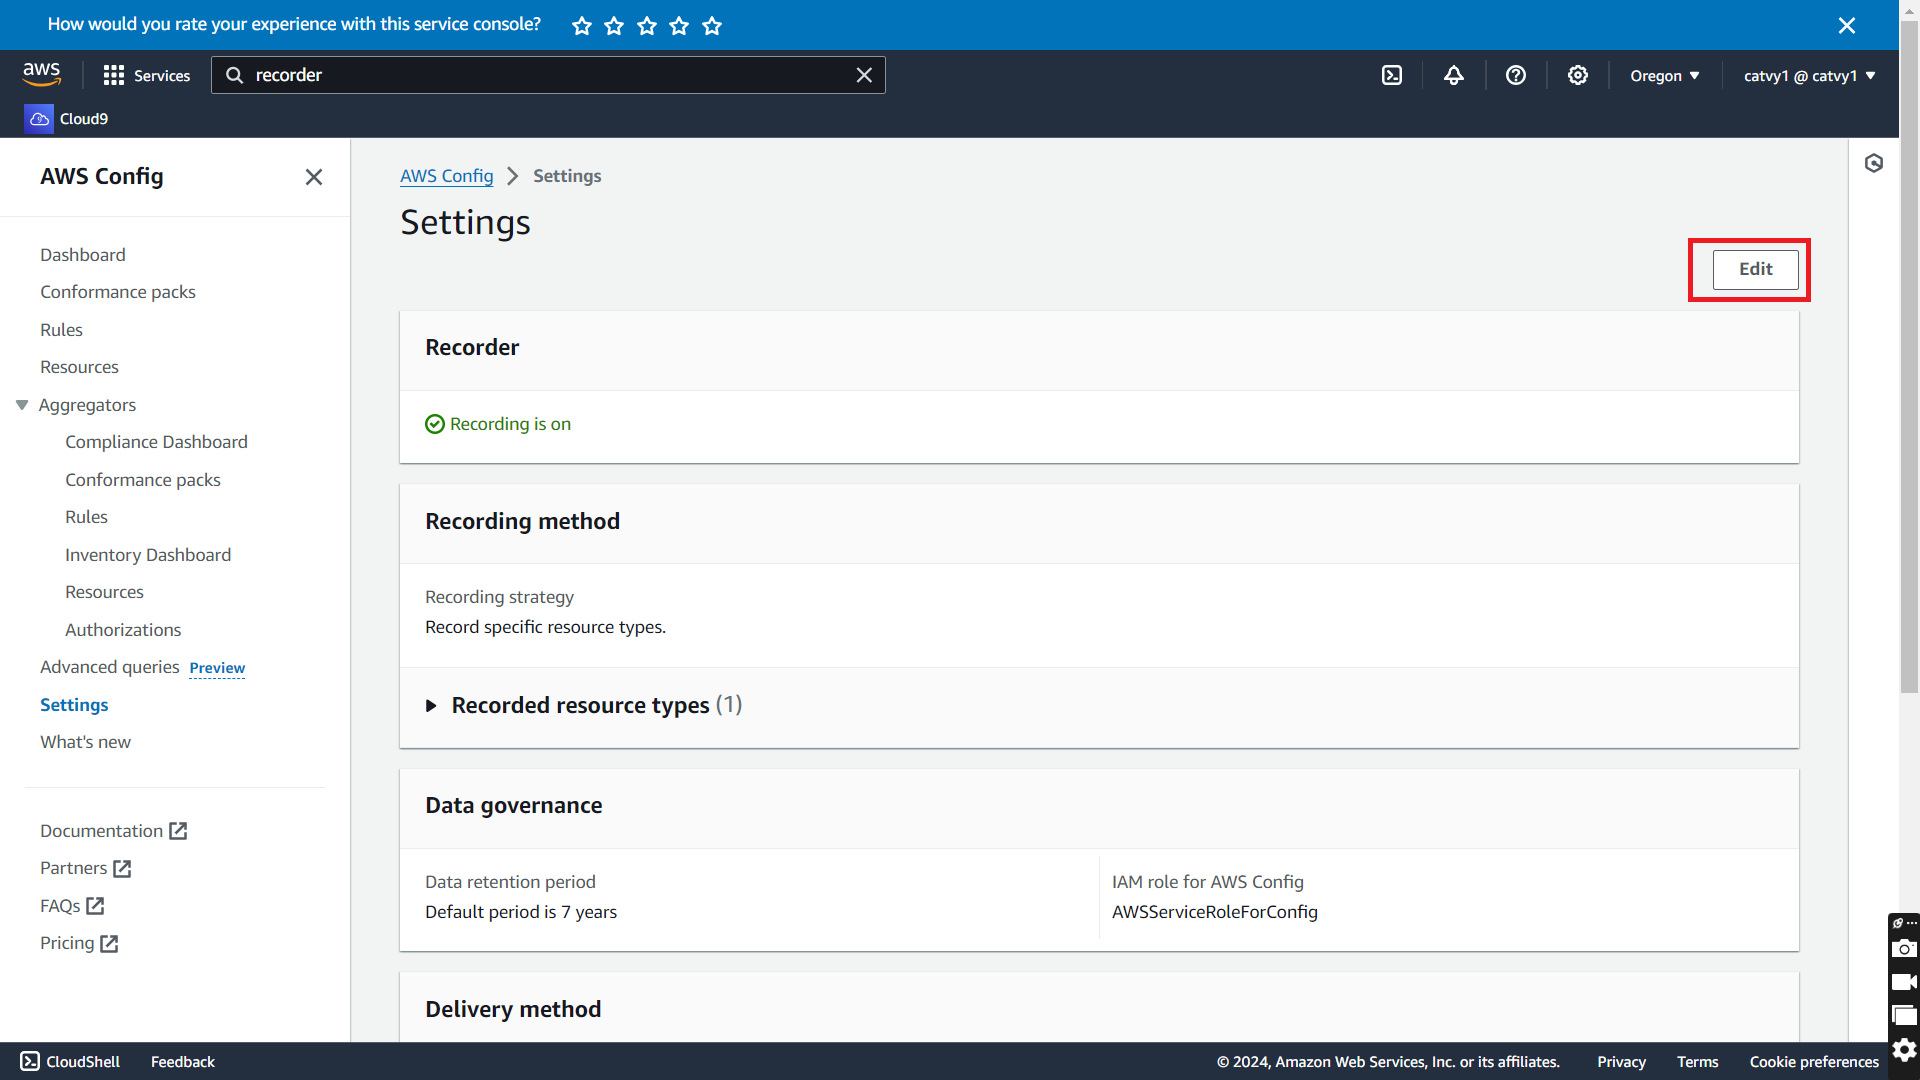 How would you rate your experience with this service console?
aws
Services
recorder
Oregon
catvy1 @ catvy1
Cloud9
AWS Config
Dashboard
Conformance packs
Rules
Resources
Aggregators
Compliance Dashboard
Conformance packs
Rules
Inventory Dashboard
Resources
Authorizations
Advanced queries Preview
Settings
What's new
Documentation
Partners
FAQs
Pricing
AWS Config > Settings
Settings
Edit
Recorder
Recording is on
Recording method
Recording strategy
Record specific resource types.
Recorded resource types (1)
Data governance
Data retention period
Default period is 7 years
IAM role for AWS Config
AWSServiceRoleForConfig
Delivery method
CloudShell
Feedback
© 2024, Amazon Web Services, Inc. or its affiliates.
Privacy
Terms
Cookie preferences